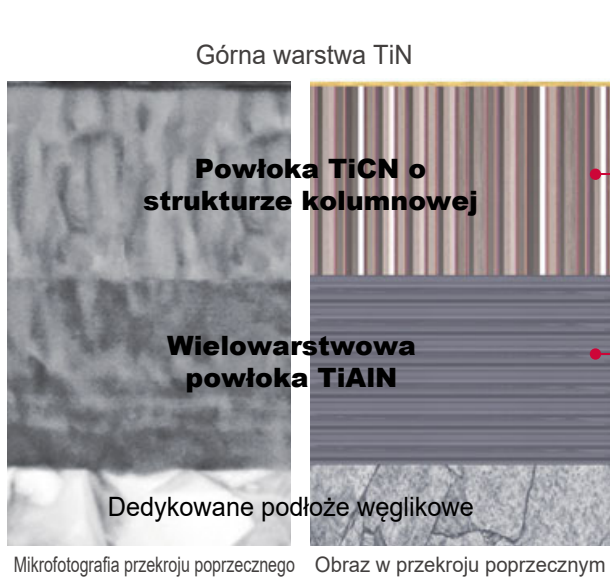 Górna warstwa TiN
Powłoka TiCN o
strukturze kolumnowej
Wielowarstwowa
powłoka TiAlN
Dedykowane podłoże węglikowe
Mikrofotografia przekroju poprzecznego
Obraz w przekroju poprzecznym